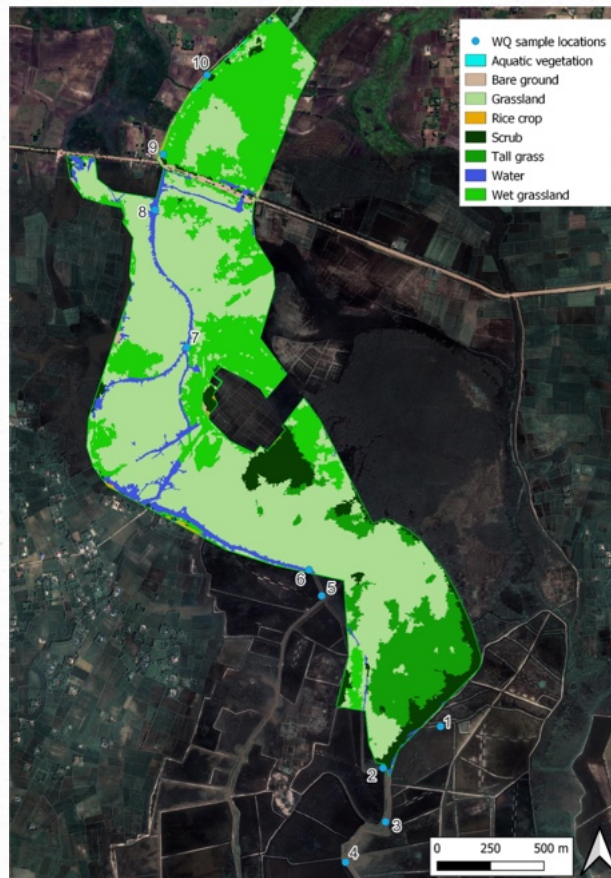 WQ sample locations
Aquatic vegetation
Bare ground
Grassland
Rice crop
Scrub
Tall grass
Water
Wet grassland
10
9
8
7
6
5
1
2
3
4
0 250 500 m